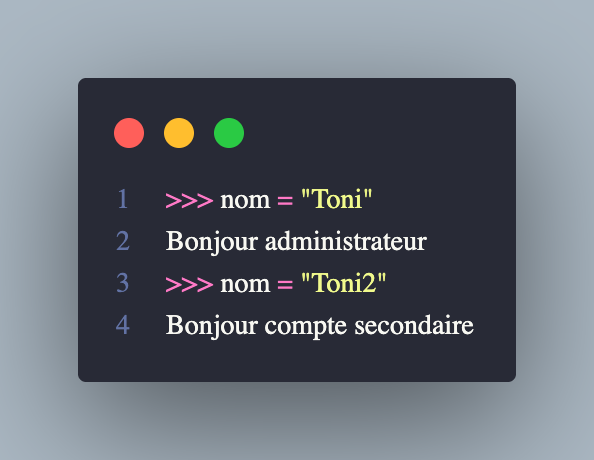 1 >>> nom = "Toni"
2 Bonjour administrateur
3 >>> nom = "Toni2"
4 Bonjour compte secondaire